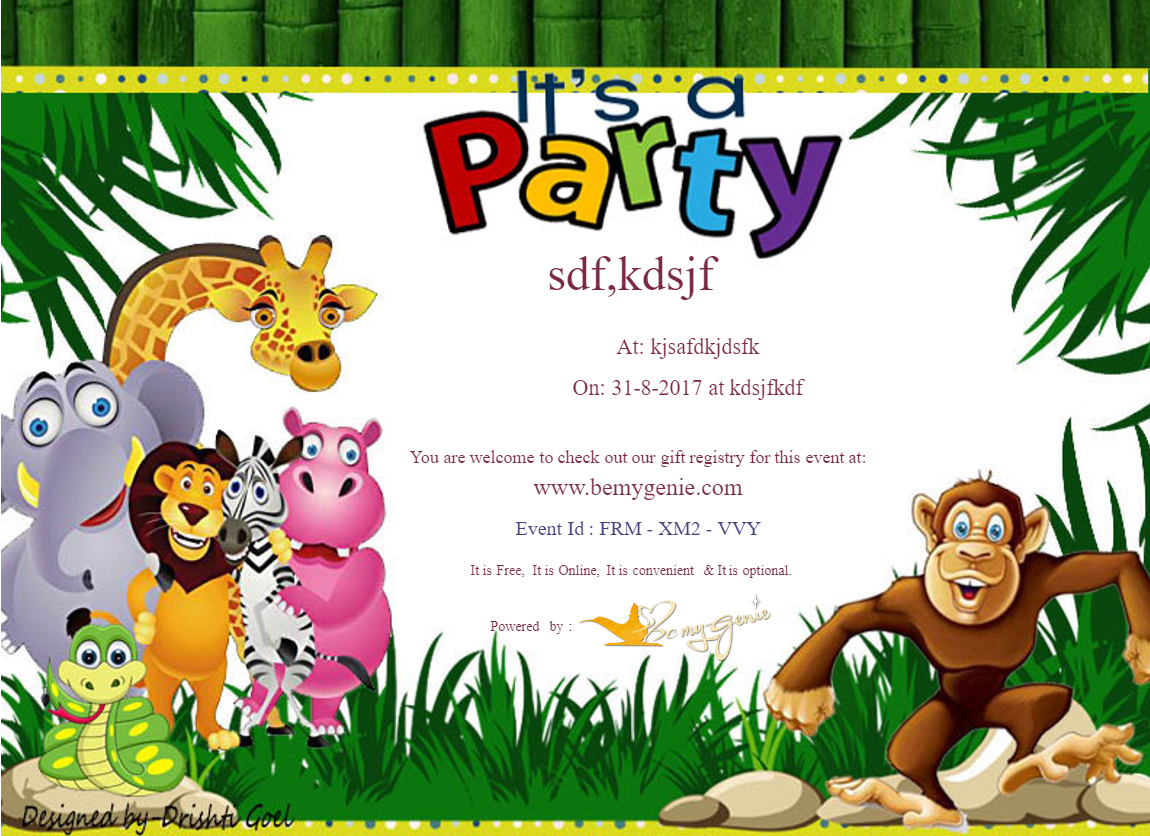 It's a
Party
sdf,kdsjf
At: kjsafdkjdsfk
On: 31-8-2017 at kdsjfkdf
You are welcome to check out our gift registry for this event at:
www.bemygenie.com
Event Id : FRM - XM2 - VVY
It is Free, It is Online, It is convenient & It is optional.
Powered by : Be my Genie
Designed by-Drishti Goel